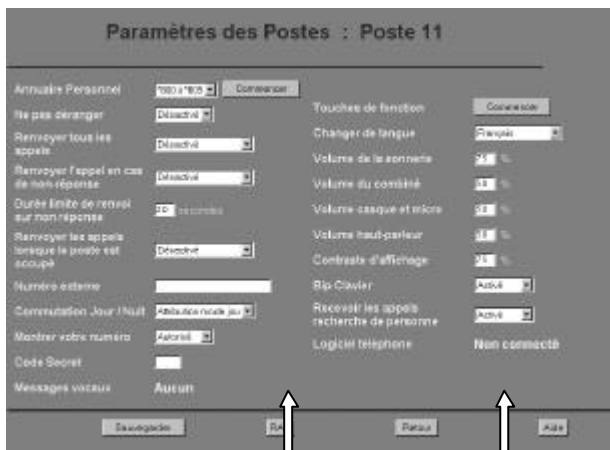 Paramètres des Postes : Poste 11
Annuaire Personnel *600 a *605 Commencer
Ne pas déranger Désactivé
Renvoyer tous les
appels Désactivé
Renvoyer l'appel en cas
de non-réponse Désactivé
Durée limite de renvoi
sur non réponse secondes
Renvoyer les appels
lorsque le poste est
occupé Désactivé
Numéro externe
Commutation Jour / Nuit Attribution mode jou
Montrer votre numéro Autorisé
Code Secret
Messages vocaux Aucun
Touches de fonction Commencer
Changer de langue Français
Volume de la sonnerie %
Volume du combiné %
Volume casque et micro %
Volume haut-parleur %
Contraste d'affichage %
Bip Clavier Activé
Recevoir les appels
recherche de personne Activé
Logiciel téléphone Non connecté
Sauvegarder Retour Aide